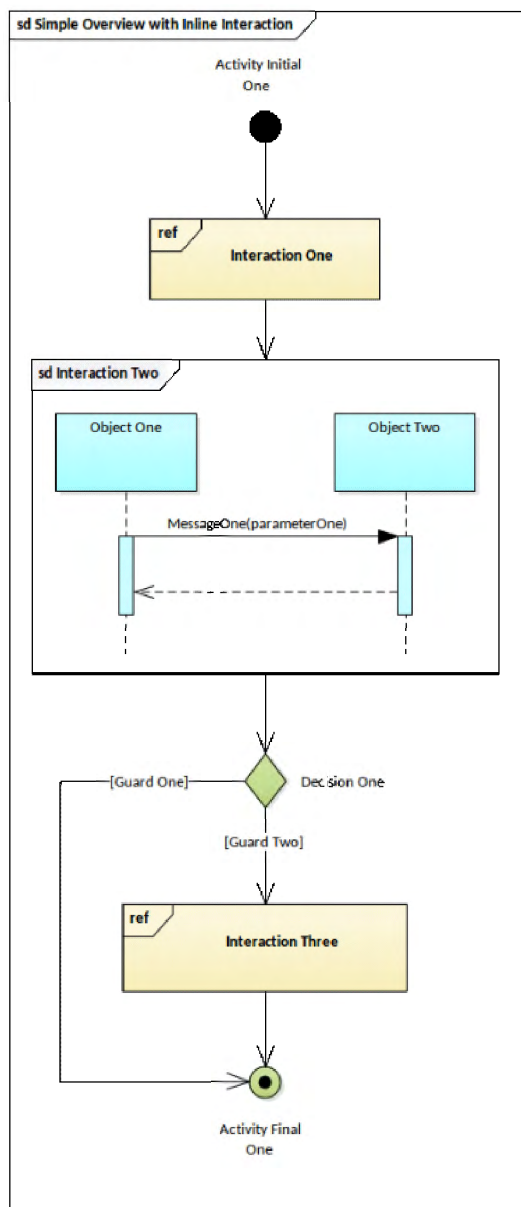 sd Simple Overview with Inline Interaction
Activity Initial
One
ref
Interaction One
sd Interaction Two
Object One
Object Two
MessageOne(parameterOne)
[Guard One]
Decision One
[Guard Two]
ref
Interaction Three
Activity Final
One